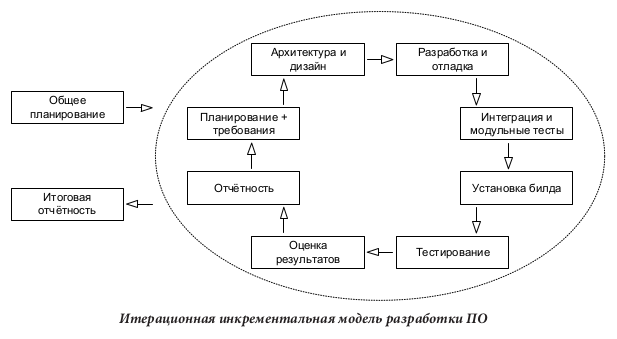 Архитектура и
дизайн
Разработка и
отладка
Общее
планирование
Планирование +
требования
Интеграция и
модульные тесты
Итоговая
отчётность
Отчётность
Установка билда
Оценка
результатов
Тестирование
Итерационная инкрементальная модель разработки ПО